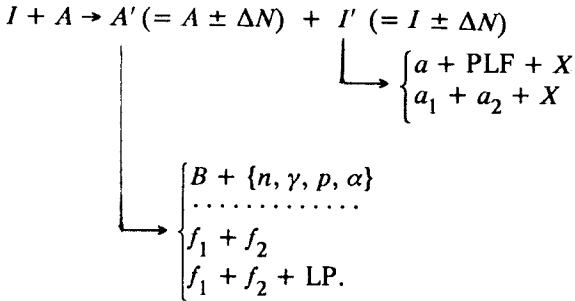 I + A → A′ (= A ± ΔN) + I′ (= I ± ΔN)
a + PLF + X
a₁ + a₂ + X
B + {n, γ, p, α}
. . . . . . . . . . . . .
f₁ + f₂
f₁ + f₂ + LP.